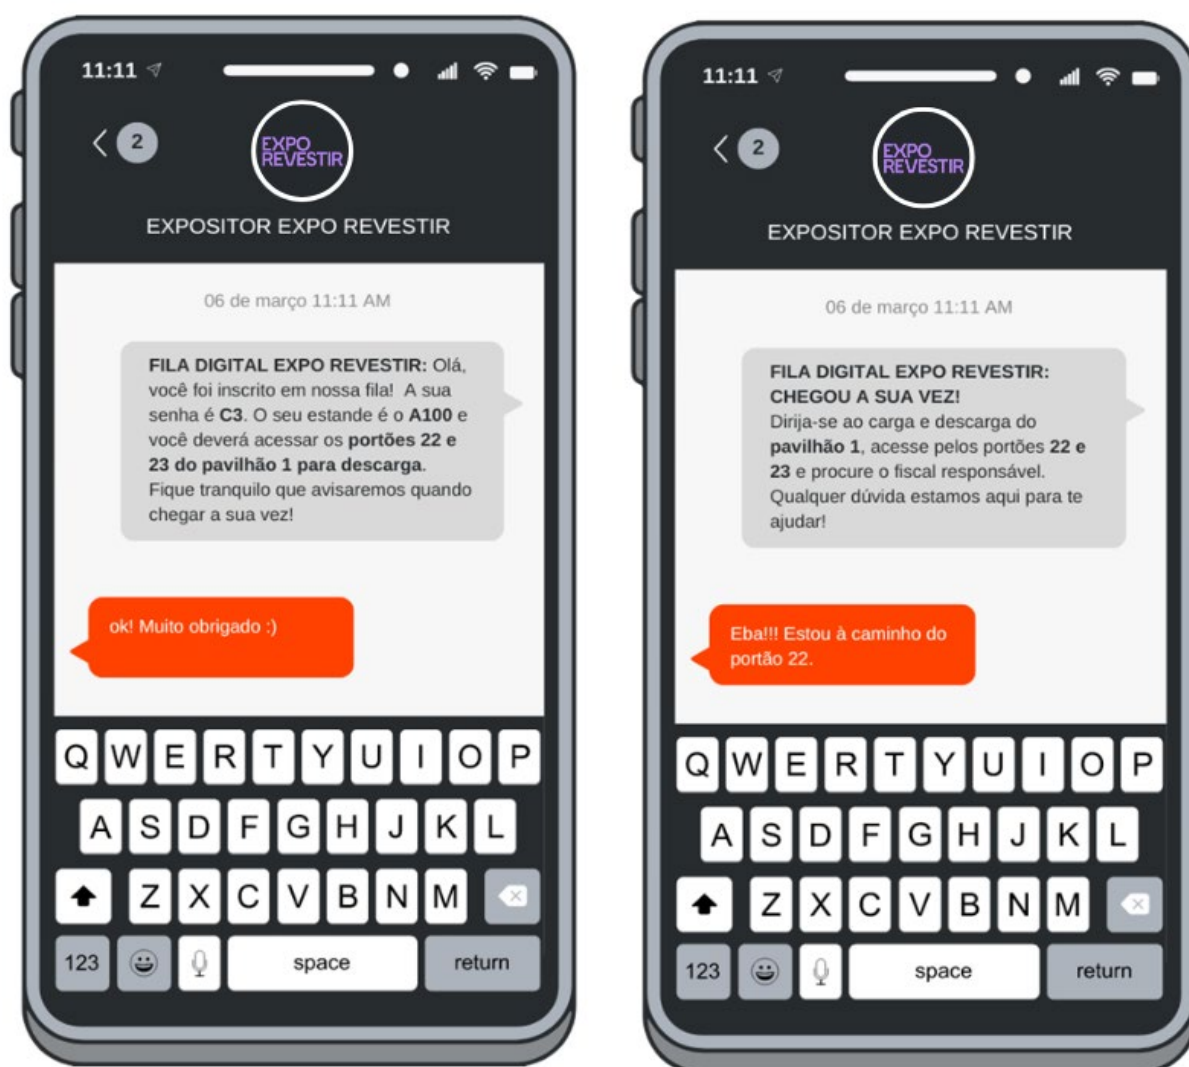 11:11
2
EXPO
REVESTIR
EXPOSITOR EXPO REVESTIR
06 de março 11:11 AM
FILA DIGITAL EXPO REVESTIR: Olá,
você foi inscrito em nossa fila! A sua
senha é C3. O seu estande é o A100 e
você deverá acessar os portões 22 e
23 do pavilhão 1 para descarga.
Fique tranquilo que avisaremos quando
chegar a sua vez!
ok! Muito obrigado :)
Q W E R T Y U I O P
A S D F G H J K L
Z X C V B N M
123 space return
11:11
2
EXPO
REVESTIR
EXPOSITOR EXPO REVESTIR
06 de março 11:11 AM
FILA DIGITAL EXPO REVESTIR:
CHEGOU A SUA VEZ!
Dirija-se ao carga e descarga do
pavilhão 1, acesse pelos portões 22 e
23 e procure o fiscal responsável.
Qualquer dúvida estamos aqui para te
ajudar!
Eba!!! Estou à caminho do
portão 22.
Q W E R T Y U I O P
A S D F G H J K L
Z X C V B N M
123 space return